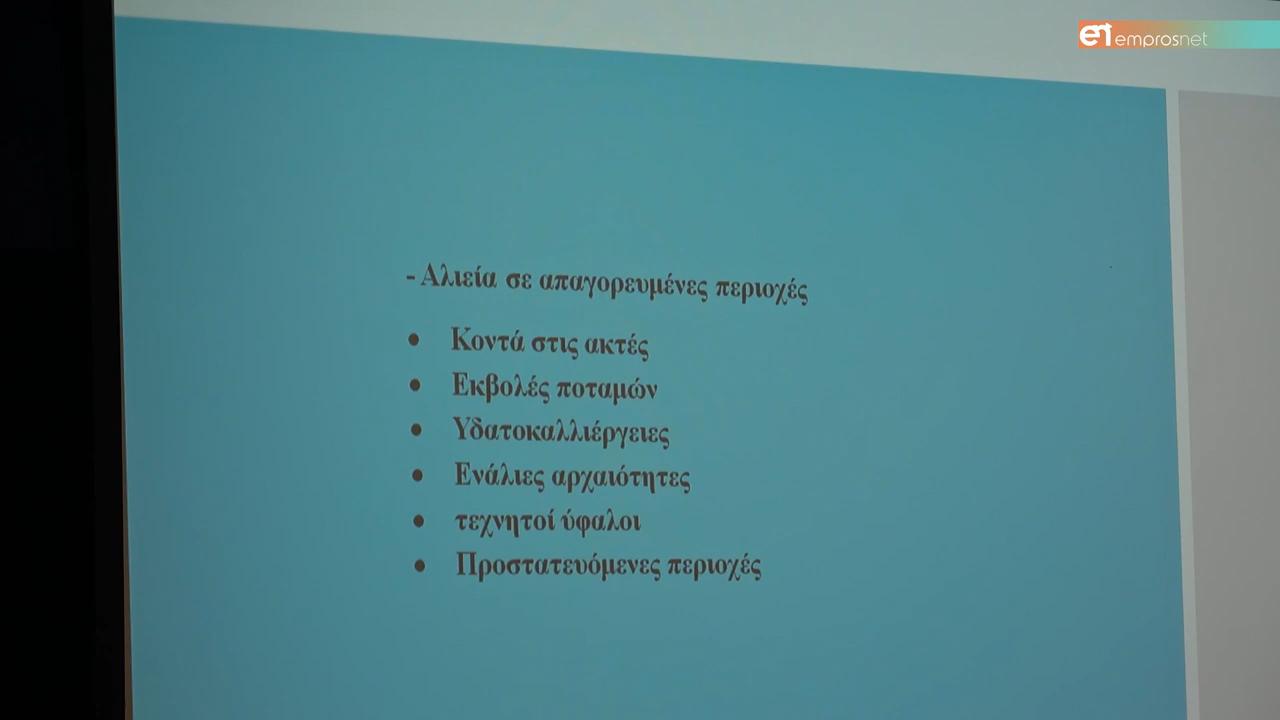 emprosnet
- Αλιεία σε απαγορευμένες περιοχές
• Κοντά στις ακτές
• Εκβολές ποταμών
• Υδατοκαλλιέργειες
• Ενάλιες αρχαιότητες
• τεχνητοί ύφαλοι
• Προστατευόμενες περιοχές